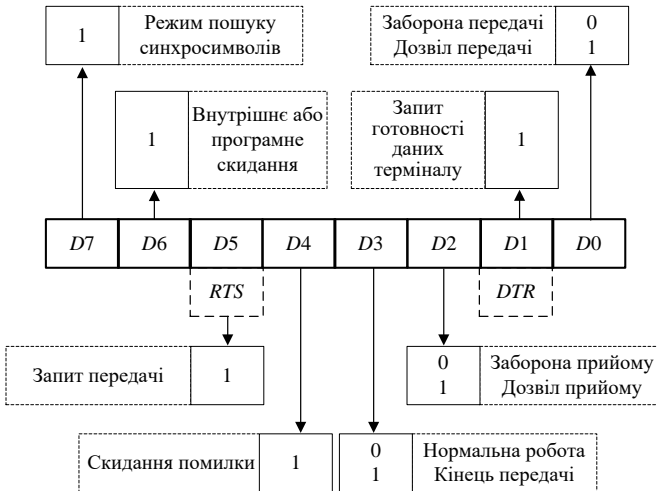 1
Режим пошуку
синхросимволів
Заборона передачі
Дозвіл передачі
0
1
1
Внутрішнє або
програмне
скидання
Запит
готовності
даних
терміналу
1
D7 D6 D5 D4 D3 D2 D1 D0
RTS DTR
Запит передачі
1
0
1
Заборона прийому
Дозвіл прийому
Скидання помилки
1
0
1
Нормальна робота
Кінець передачі